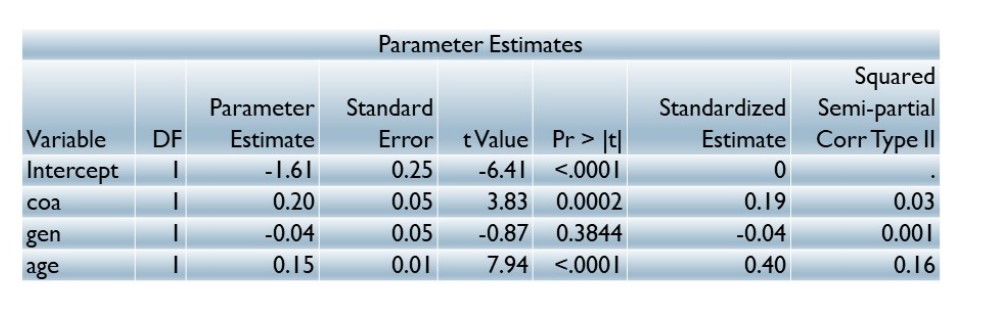 Parameter Estimates
Squared
Parameter Standard Standardized Semi-partial
Variable DF Estimate Error t Value Pr > |t| Estimate Corr Type II
Intercept 1 -1.61 0.25 -6.41 <.0001 0 .
coa 1 0.20 0.05 3.83 0.0002 0.19 0.03
gen 1 -0.04 0.05 -0.87 0.3844 -0.04 0.001
age 1 0.15 0.01 7.94 <.0001 0.40 0.16